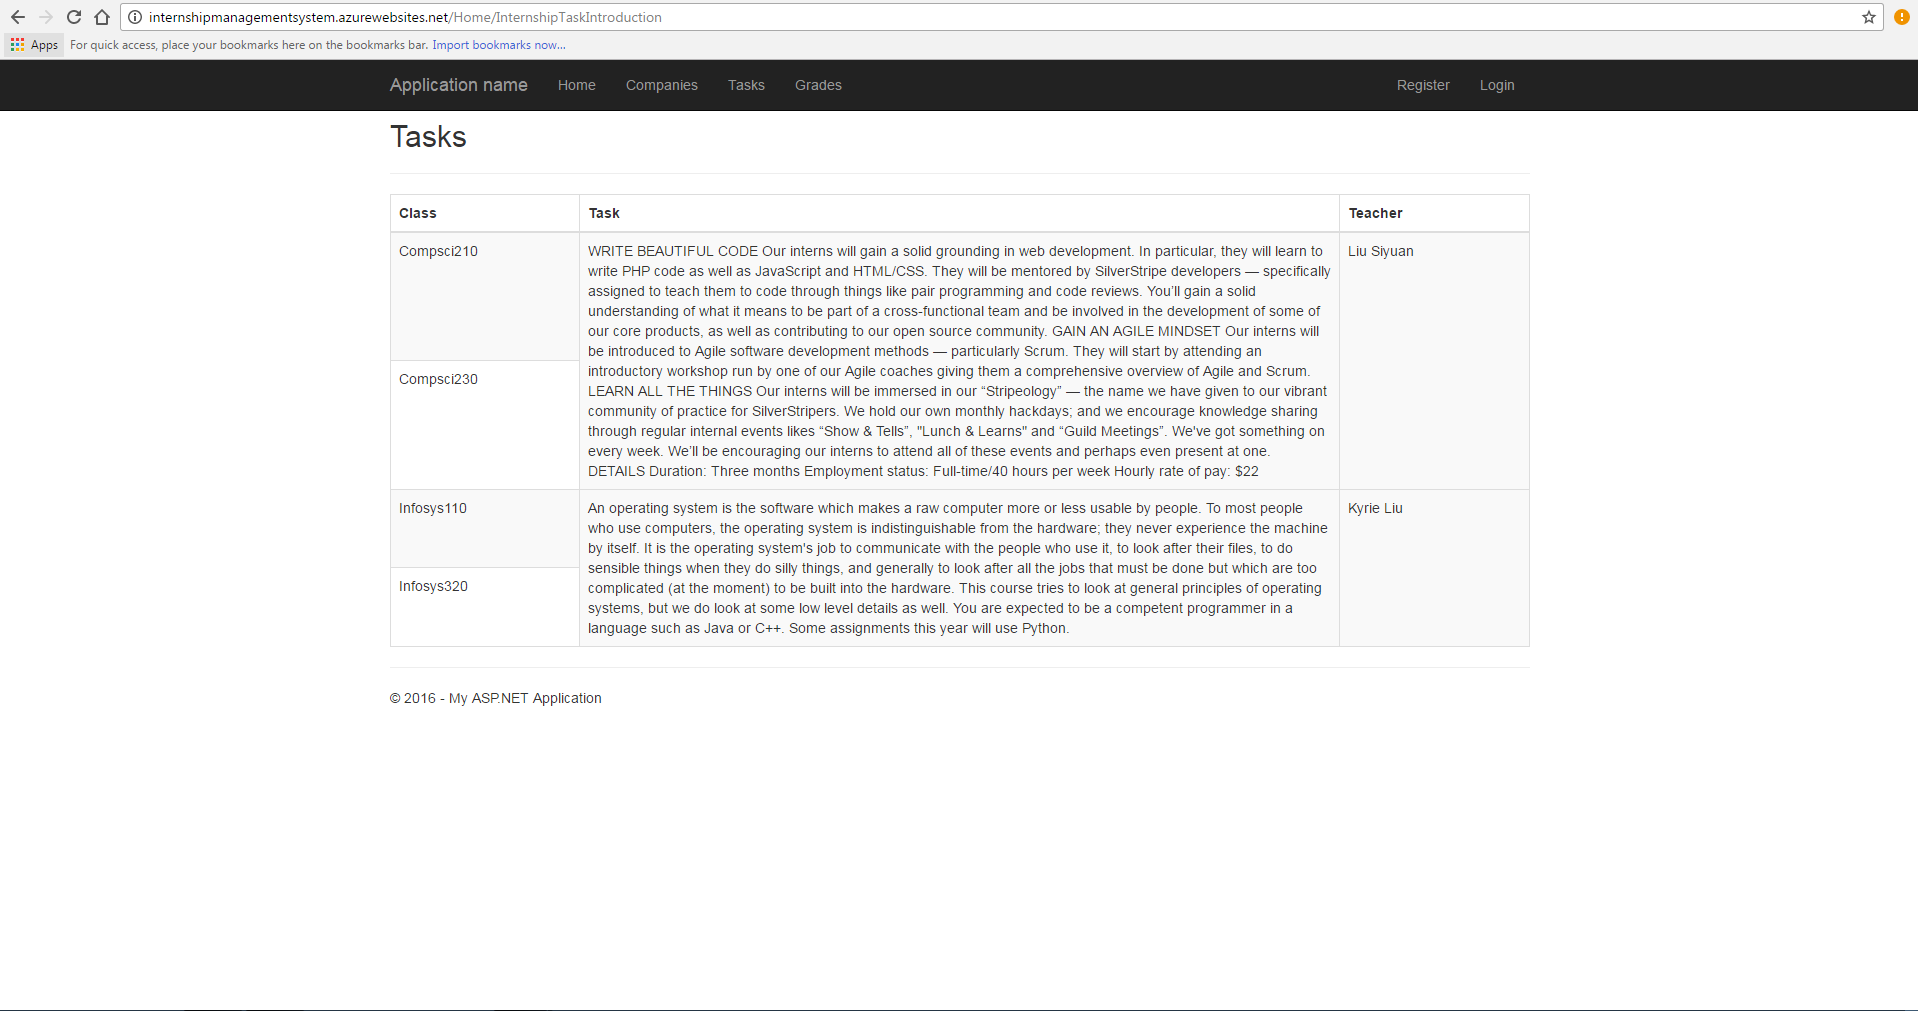 internshipmanagementsystem.azurewebsites.net/Home/InternshipTaskIntroduction
Apps For quick access, place your bookmarks here on the bookmarks bar. Import bookmarks now...
Application name Home Companies Tasks Grades Register Login
Tasks
Class Task Teacher
Compsci210
WRITE BEAUTIFUL CODE Our interns will gain a solid grounding in web development. In particular, they will learn to
write PHP code as well as JavaScript and HTML/CSS. They will be mentored by SilverStripe developers — specifically
assigned to teach them to code through things like pair programming and code reviews. You’ll gain a solid
understanding of what it means to be part of a cross-functional team and be involved in the development of some of
our core products, as well as contributing to our open source community. GAIN AN AGILE MINDSET Our interns will
be introduced to Agile software development methods — particularly Scrum. They will start by attending an
introductory workshop run by one of our Agile coaches giving them a comprehensive overview of Agile and Scrum.
LEARN ALL THE THINGS Our interns will be immersed in our “Stripeology” — the name we have given to our vibrant
community of practice for SilverStripers. We hold our own monthly hackdays; and we encourage knowledge sharing
through regular internal events likes “Show & Tells”, "Lunch & Learns" and “Guild Meetings”. We've got something on
every week. We’ll be encouraging our interns to attend all of these events and perhaps even present at one.
DETAILS Duration: Three months Employment status: Full-time/40 hours per week Hourly rate of pay: $22
Liu Siyuan
Compsci230
Infosys110
An operating system is the software which makes a raw computer more or less usable by people. To most people
who use computers, the operating system is indistinguishable from the hardware; they never experience the machine
by itself. It is the operating system's job to communicate with the people who use it, to look after their files, to do
sensible things when they do silly things, and generally to look after all the jobs that must be done but which are too
complicated (at the moment) to be built into the hardware. This course tries to look at general principles of operating
systems, but we do look at some low level details as well. You are expected to be a competent programmer in a
language such as Java or C++. Some assignments this year will use Python.
Kyrie Liu
Infosys320
© 2016 - My ASP.NET Application